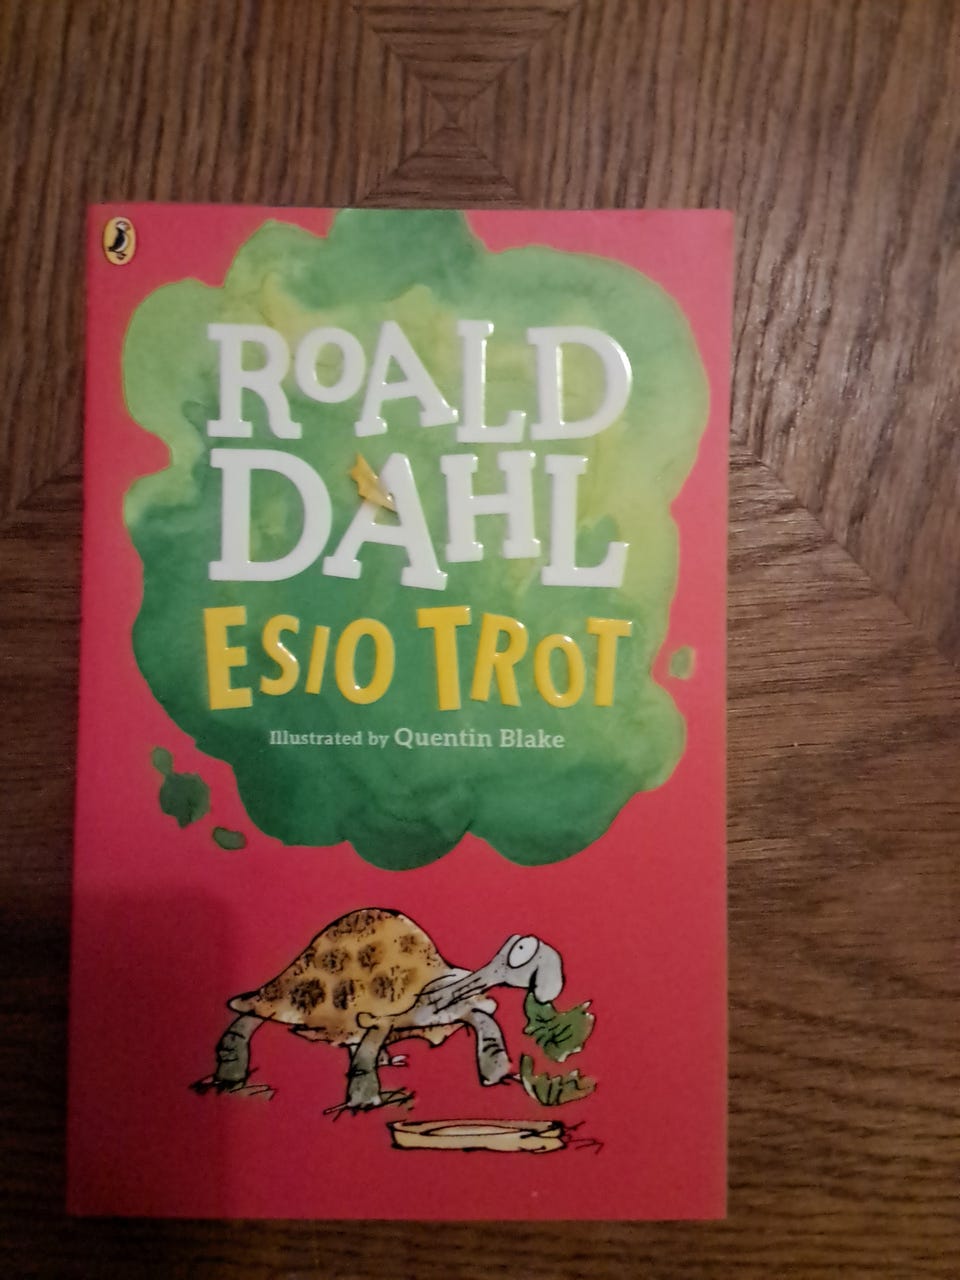 ROALD
DAHL
ESIO TROT
Illustrated by Quentin Blake